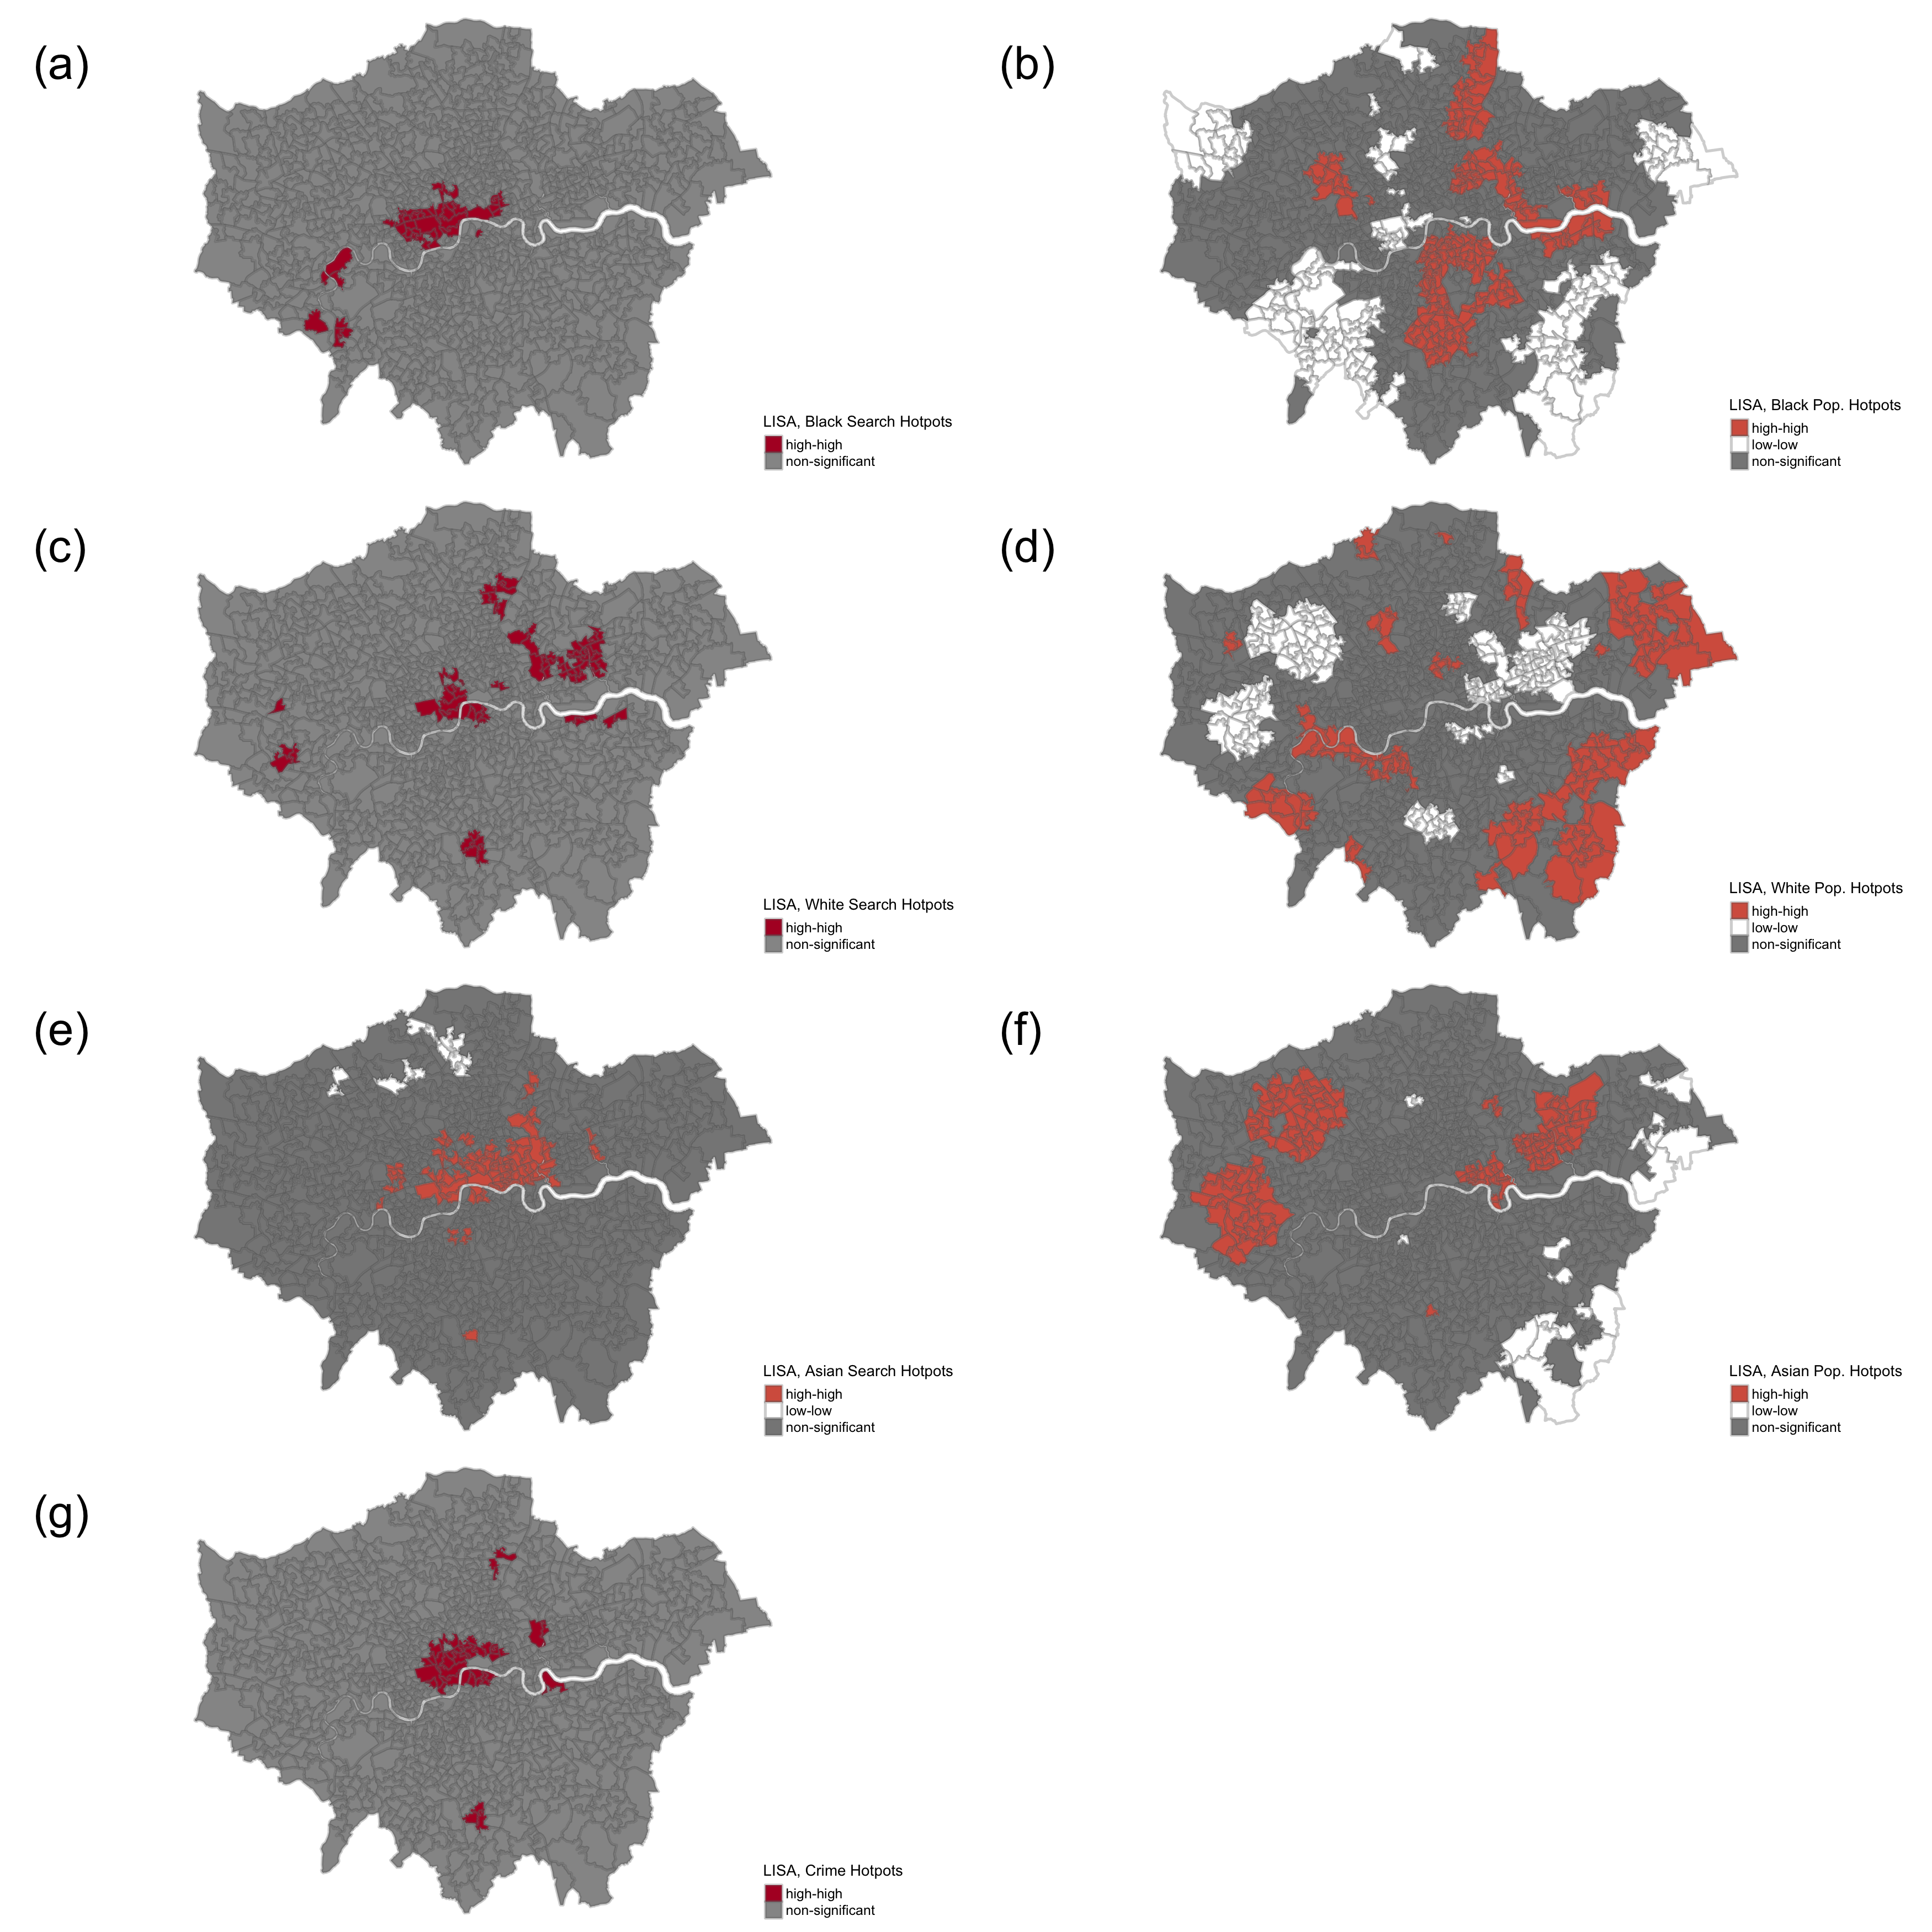 (a)
LISA, Black Search Hotpots
high-high
non-significant
(b)
LISA, Black Pop. Hotpots
high-high
low-low
non-significant
(c)
LISA, White Search Hotpots
high-high
non-significant
(d)
LISA, White Pop. Hotpots
high-high
low-low
non-significant
(e)
LISA, Asian Search Hotpots
high-high
low-low
non-significant
(f)
LISA, Asian Pop. Hotpots
high-high
low-low
non-significant
(g)
LISA, Crime Hotpots
high-high
non-significant